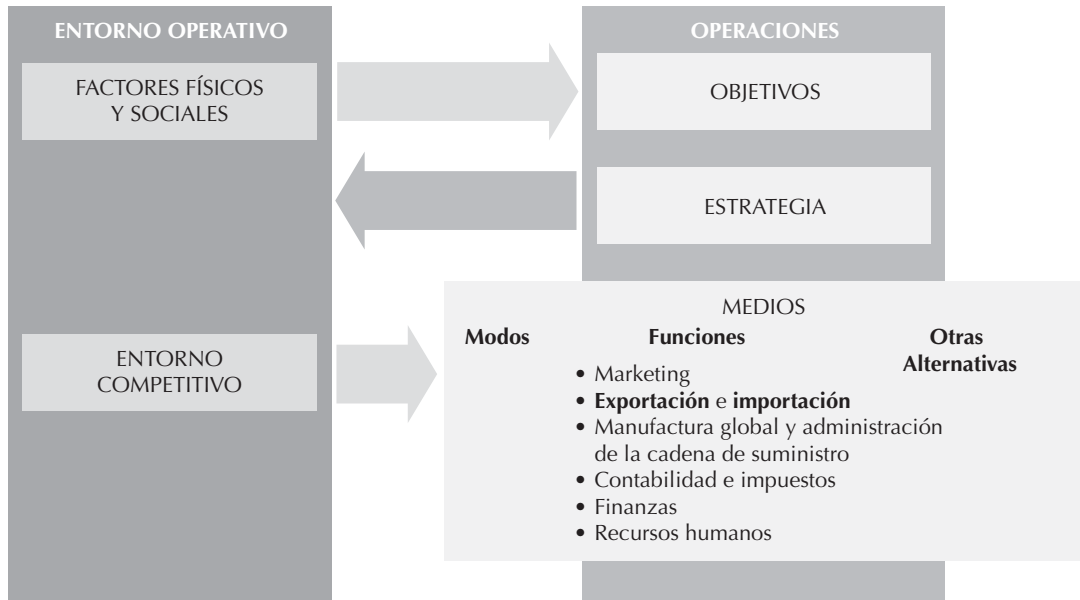 ENTORNO OPERATIVO
FACTORES FÍSICOS
Y SOCIALES
ENTORNO
COMPETITIVO
OPERACIONES
OBJETIVOS
ESTRATEGIA
MEDIOS
Modos
Funciones
• Marketing
• Exportación e importación
• Manufactura global y administración
de la cadena de suministro
• Contabilidad e impuestos
• Finanzas
• Recursos humanos
Otras
Alternativas